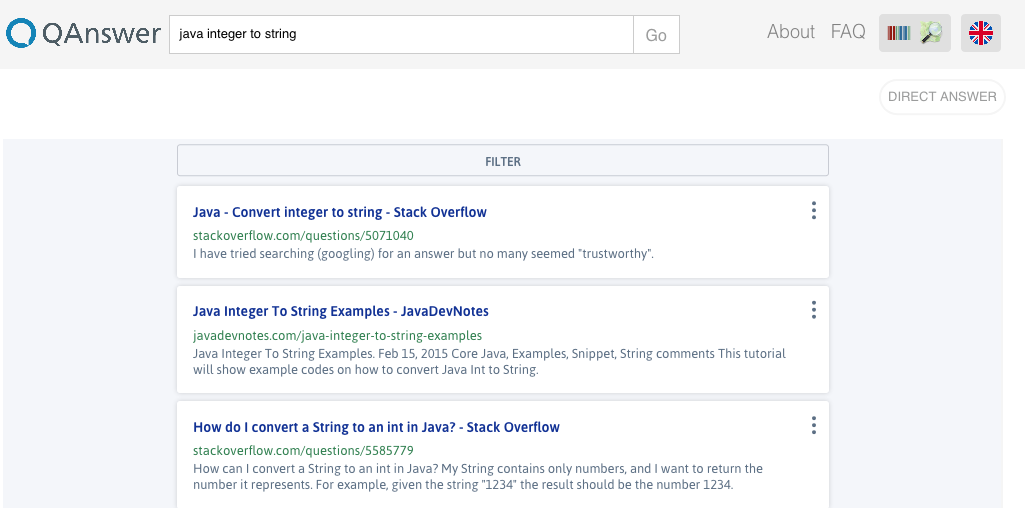 QAnswer
java integer to string
Go
About
FAQ
DIRECT ANSWER
FILTER
Java - Convert integer to string - Stack Overflow
stackoverflow.com/questions/5071040
I have tried searching (googling) for an answer but no many seemed "trustworthy".
Java Integer To String Examples - JavaDevNotes
javadevnotes.com/java-integer-to-string-examples
Java Integer To String Examples. Feb 15, 2015 Core Java, Examples, Snippet, String comments This tutorial
will show example codes on how to convert Java Int to String.
How do I convert a String to an int in Java? - Stack Overflow
stackoverflow.com/questions/5585779
How can I convert a String to an int in Java? My String contains only numbers, and I want to return the
number it represents. For example, given the string "1234" the result should be the number 1234.